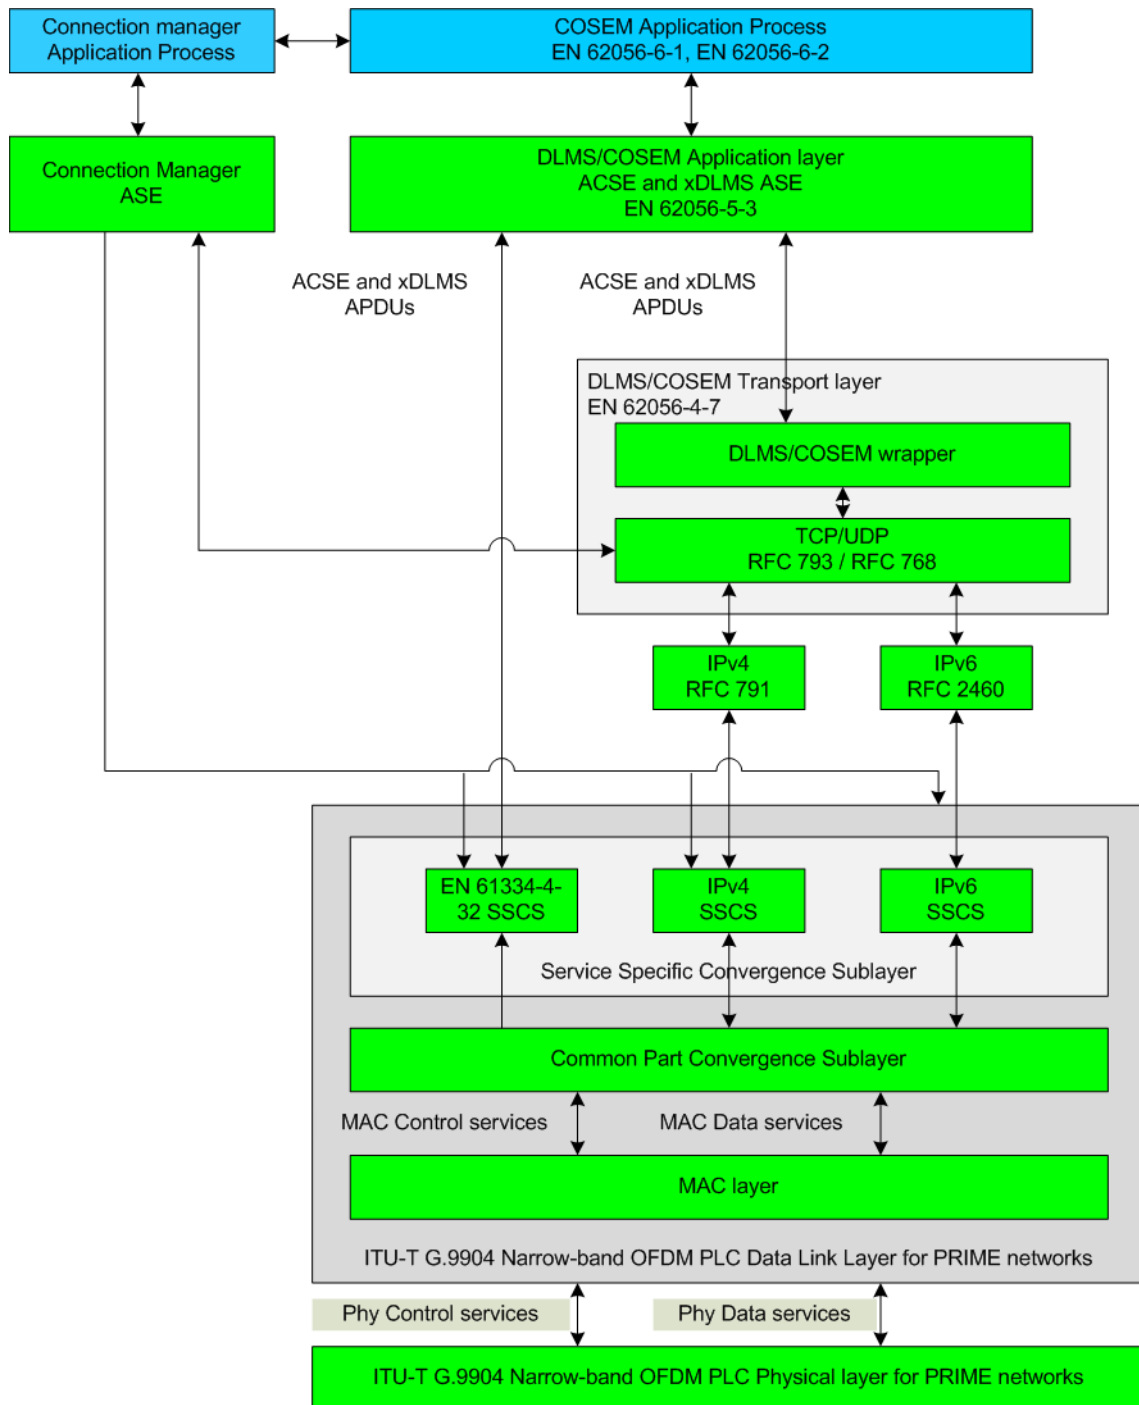 Connection manager
Application Process
COSEM Application Process
EN 62056-6-1, EN 62056-6-2
Connection Manager
ASE
DLMS/COSEM Application layer
ACSE and xDLMS ASE
EN 62056-5-3
ACSE and xDLMS
APDUs
ACSE and xDLMS
APDUs
DLMS/COSEM Transport layer
EN 62056-4-7
DLMS/COSEM wrapper
TCP/UDP
RFC 793 / RFC 768
IPv4
RFC 791
IPv6
RFC 2460
EN 61334-4-
32 SSCS
IPv4
SSCS
IPv6
SSCS
Service Specific Convergence Sublayer
Common Part Convergence Sublayer
MAC Control services
MAC Data services
MAC layer
ITU-T G.9904 Narrow-band OFDM PLC Data Link Layer for PRIME networks
Phy Control services
Phy Data services
ITU-T G.9904 Narrow-band OFDM PLC Physical layer for PRIME networks